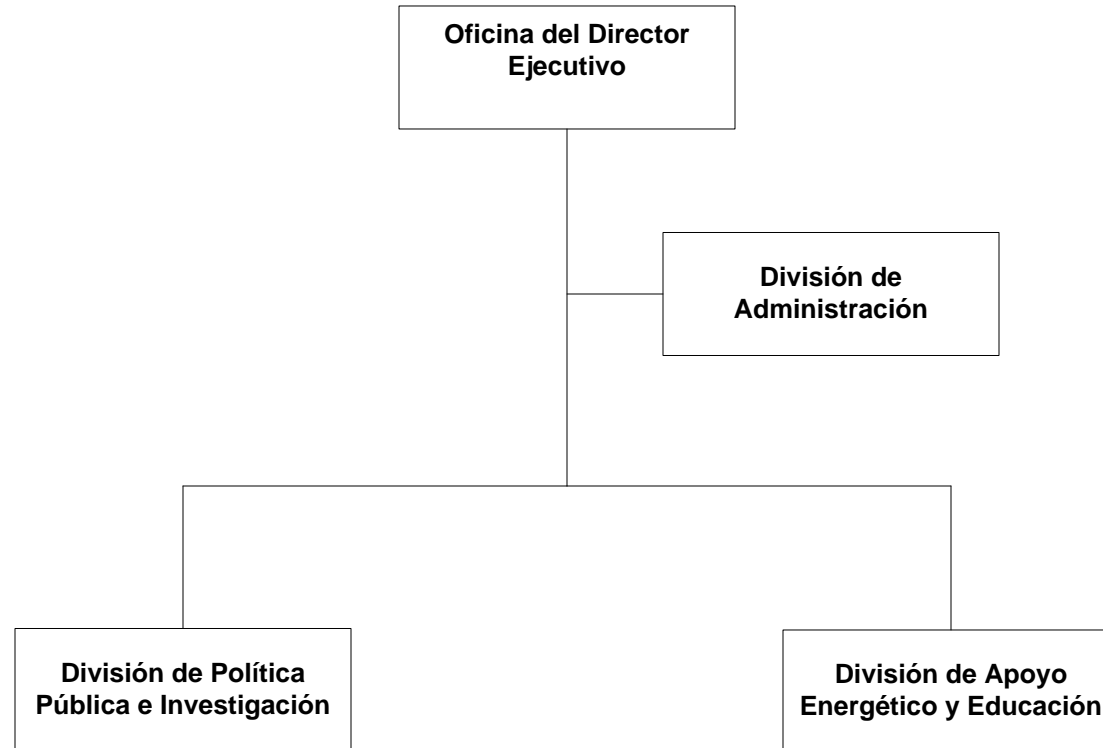 Oficina del Director
Ejecutivo
División de
Administración
División de Política
Pública e Investigación
División de Apoyo
Energético y Educación